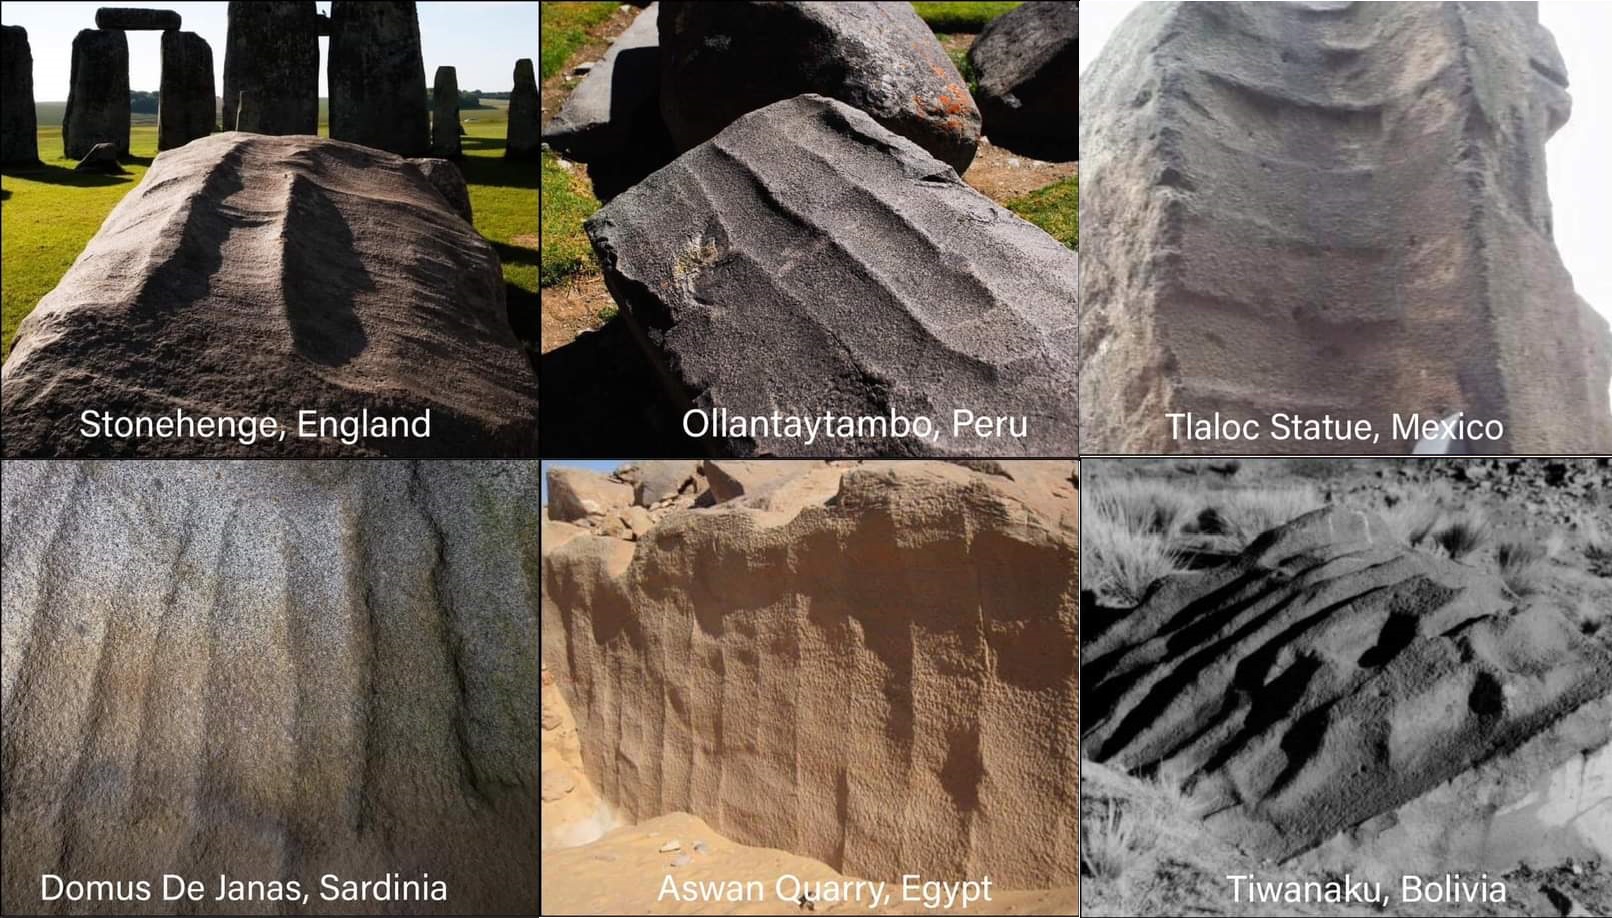 Stonehenge, England
Ollantaytambo, Peru
Tlaloc Statue, Mexico
Domus De Janas, Sardinia
Aswan Quarry, Egypt
Tiwanaku, Bolivia